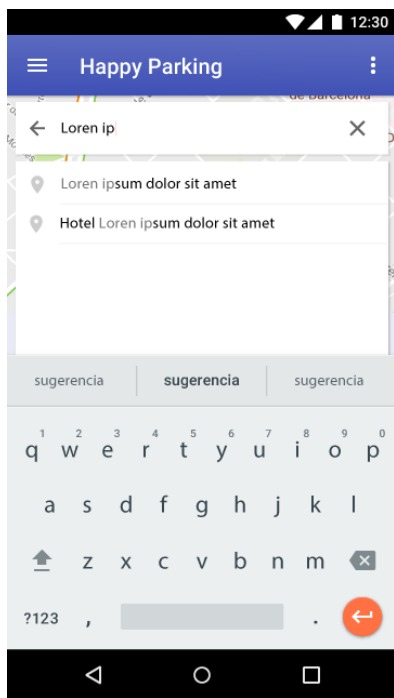 12:30
Happy Parking
de Barcelona
Loren ip
Loren ipsum dolor sit amet
Hotel Loren ipsum dolor sit amet
sugerencia sugerencia sugerencia
1 2 3 4 5 6 7 8 9 0
q w e r t y u i o p
a s d f g h j k l
z x c v b n m
?123 , .